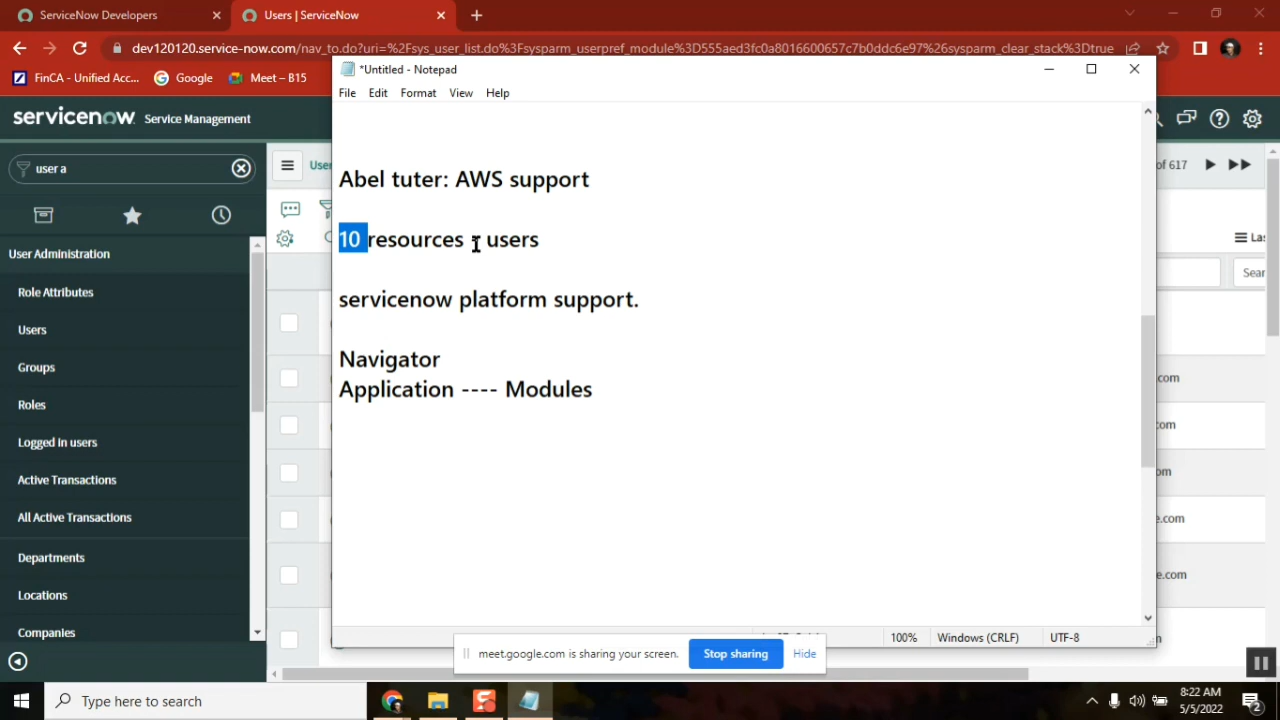 ServiceNow Developers
Users | ServiceNow
dev120120.service-now.com/nav_to.do?uri=%2Fsys_user_list.do%3Fsysparm_userpref_module%3D555aed3fc0a8016600657c7b0ddc6e97%26sysparm_clear_stack%3Dtrue
FinCA - Unified Acc...
Google
Meet – B15
*Untitled - Notepad
File Edit Format View Help
servicenow Service Management
user a
User Administration
Role Attributes
Users
Groups
Roles
Logged in users
Active Transactions
All Active Transactions
Departments
Locations
Companies
of 617
Abel tuter: AWS support
10 resources - users
servicenow platform support.
Navigator
Application ---- Modules
.com
e.com
e.com
100% Windows (CRLF) UTF-8
meet.google.com is sharing your screen. Stop sharing Hide
Type here to search
8:22 AM
5/5/2022
2